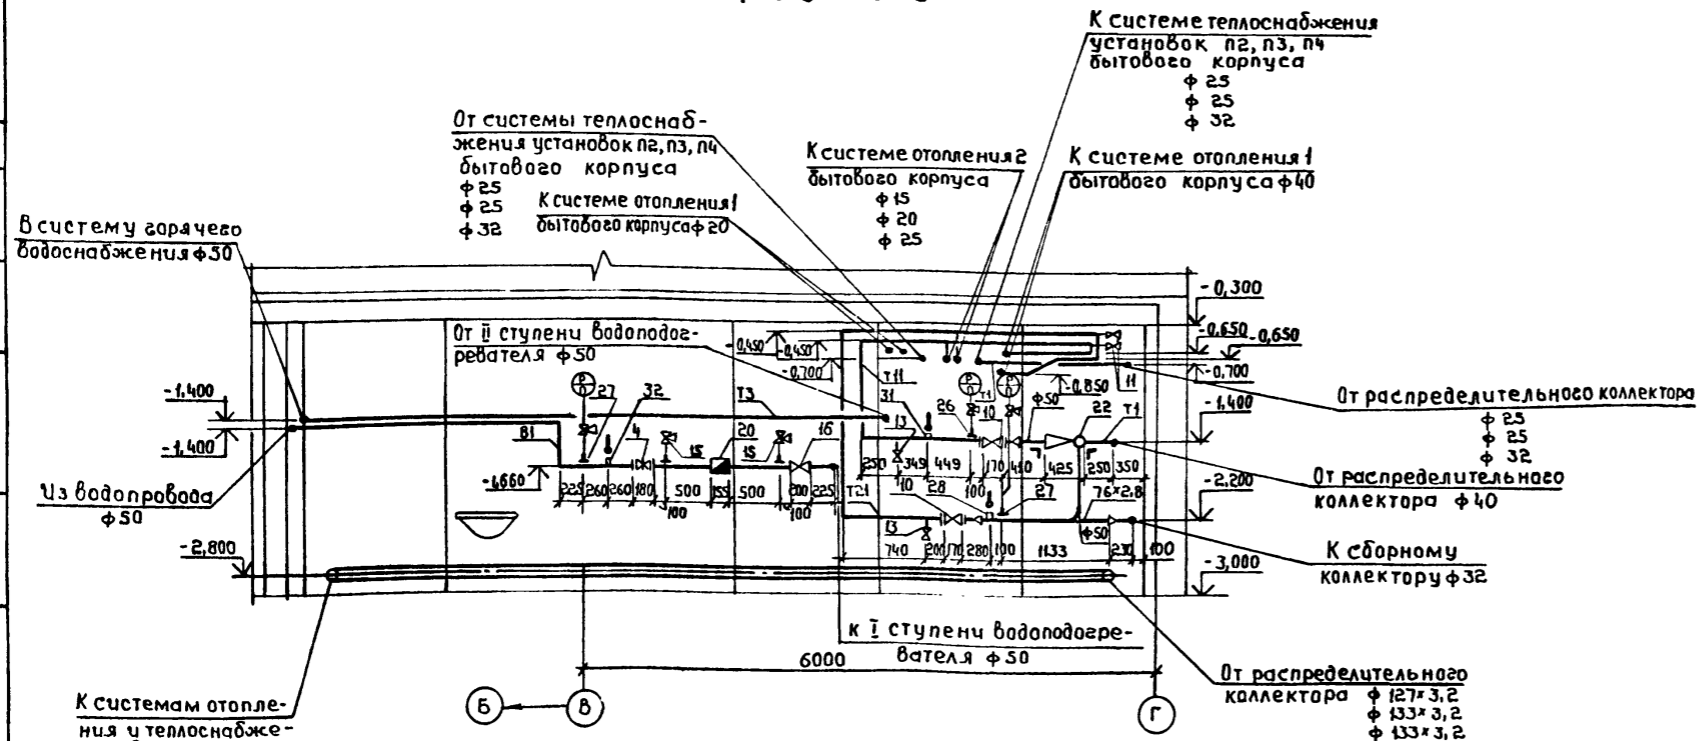 К системе теплоснабжения
установок п2, п3, п4
бытового корпуса
ф 25
ф 25
ф 32
От системы теплоснаб-
жения установок п2, п3, п4
бытового корпуса
ф 25
ф 25
ф 32
К системе отопления 1
бытового корпуса ф 20
К системе отопления 2
бытового корпуса
ф 15
ф 20
ф 25
К системе отопления 1
бытового корпуса ф 40
В систему горячего
водоснабжения ф 50
От II ступени водоподог-
ревателя ф 50
-0,300
-0,650
-0,650
-0,700
-0,450
-0,450
-0,700
-0,850
Т11
11
Т1
31
26
10
ф50
22
Т1
13
-1,400
-1,400
-1,400
Т3
27
32
В1
4
15
20
15
16
-1,660
225 260 260 180 100 500 155 500 100 200 225
250 349 449 100 170 410 425 250 350
Из водопровода
ф 50
Т21
10
28
27
76×2,8
ф50
13
740 200 170 280 100 1133 230 100
-2,200
-2,800
-3,000
От распределительного коллектора
ф 25
ф 25
ф 32
От распределительного
коллектора ф 40
К сборному
коллектору ф 32
к I ступени водоподогре-
вателя ф 50
6000
Б
В
Г
От распределительного
коллектора ф 127×3,2
ф 133×3,2
ф 133×3,2
К системам отопле-
ния и теплоснабже-